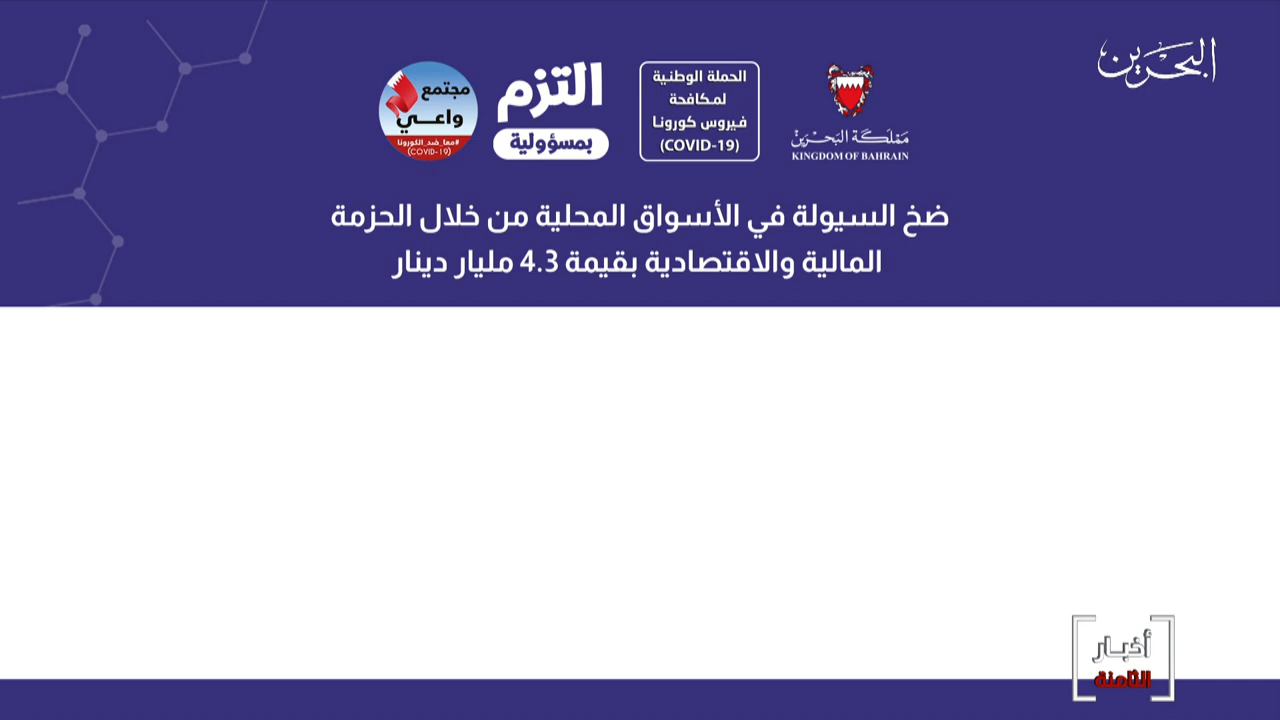 البحرين
مملكة البحرين
KINGDOM OF BAHRAIN
الحملة الوطنية
لمكافحة
فيروس كورونا
(COVID-19)
التزم
بمسؤولية
مجتمع
واعـي
#معا_ضد_الكورونا
(COVID-19)
ضخ السيولة في الأسواق المحلية من خلال الحزمة
المالية والاقتصادية بقيمة 4.3 مليار دينار
أخبار
الثامنة